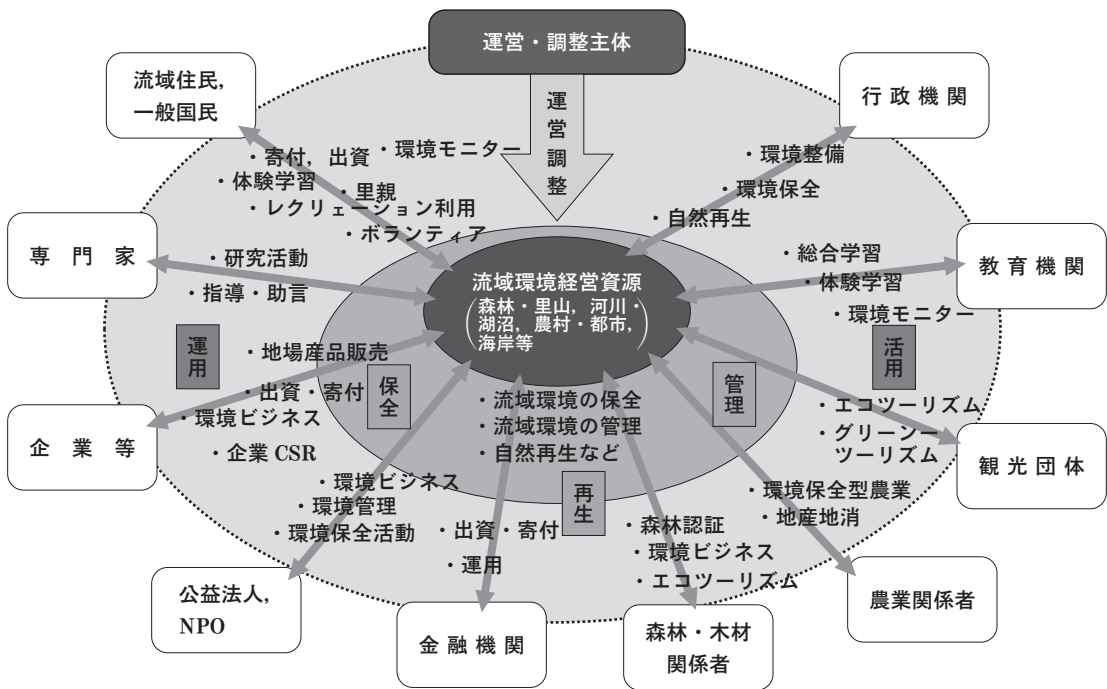 運営・調整主体
運営調整
流域住民,
一般国民
・寄付, 出資
・環境モニター
・体験学習
・里親
・レクリェーション利用
・ボランティア
行政機関
・環境整備
・環境保全
・自然再生
専門家
・研究活動
・指導・助言
教育機関
・総合学習
・体験学習
・環境モニター
流域環境経営資源
(森林・里山, 河川・
湖沼, 農村・都市,
海岸等)
運用
保全
管理
活用
再生
・流域環境の保全
・流域環境の管理
・自然再生など
企業等
・地場産品販売
・出資・寄付
・環境ビジネス
・企業 CSR
観光団体
・エコツーリズム
・グリーンー
ツーリズム
公益法人,
NPO
・環境ビジネス
・環境管理
・環境保全活動
金融機関
・出資・寄付
・運用
森林・木材
関係者
・森林認証
・環境ビジネス
・エコツーリズム
農業関係者
・環境保全型農業
・地産地消